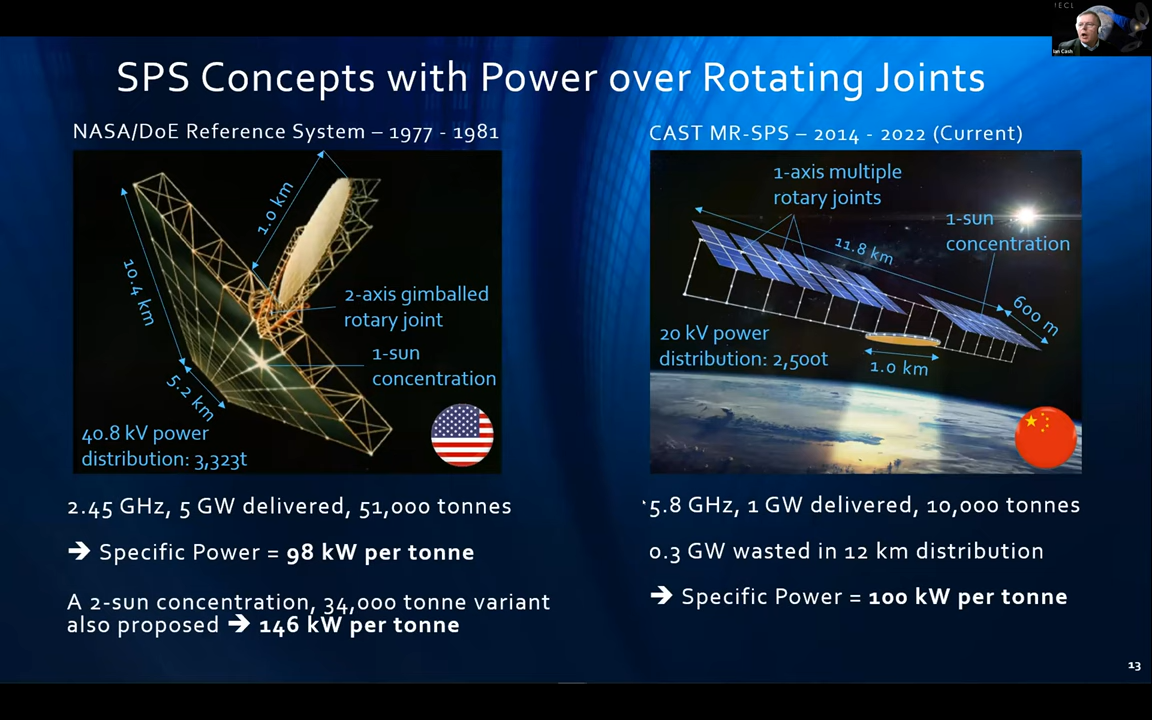 IECL
Ian Cash
SPS Concepts with Power over Rotating Joints
NASA/DoE Reference System – 1977 - 1981
1.0 km
10.4 km
2-axis gimballed
rotary joint
1-sun
concentration
5.2 km
40.8 kV power
distribution: 3,323t
2.45 GHz, 5 GW delivered, 51,000 tonnes
➔ Specific Power = 98 kW per tonne
A 2-sun concentration, 34,000 tonne variant
also proposed ➔ 146 kW per tonne
CAST MR-SPS – 2014 - 2022 (Current)
1-axis multiple
rotary joints
1-sun
concentration
11.8 km
600 m
20 kV power
distribution: 2,500t
1.0 km
5.8 GHz, 1 GW delivered, 10,000 tonnes
0.3 GW wasted in 12 km distribution
➔ Specific Power = 100 kW per tonne
13